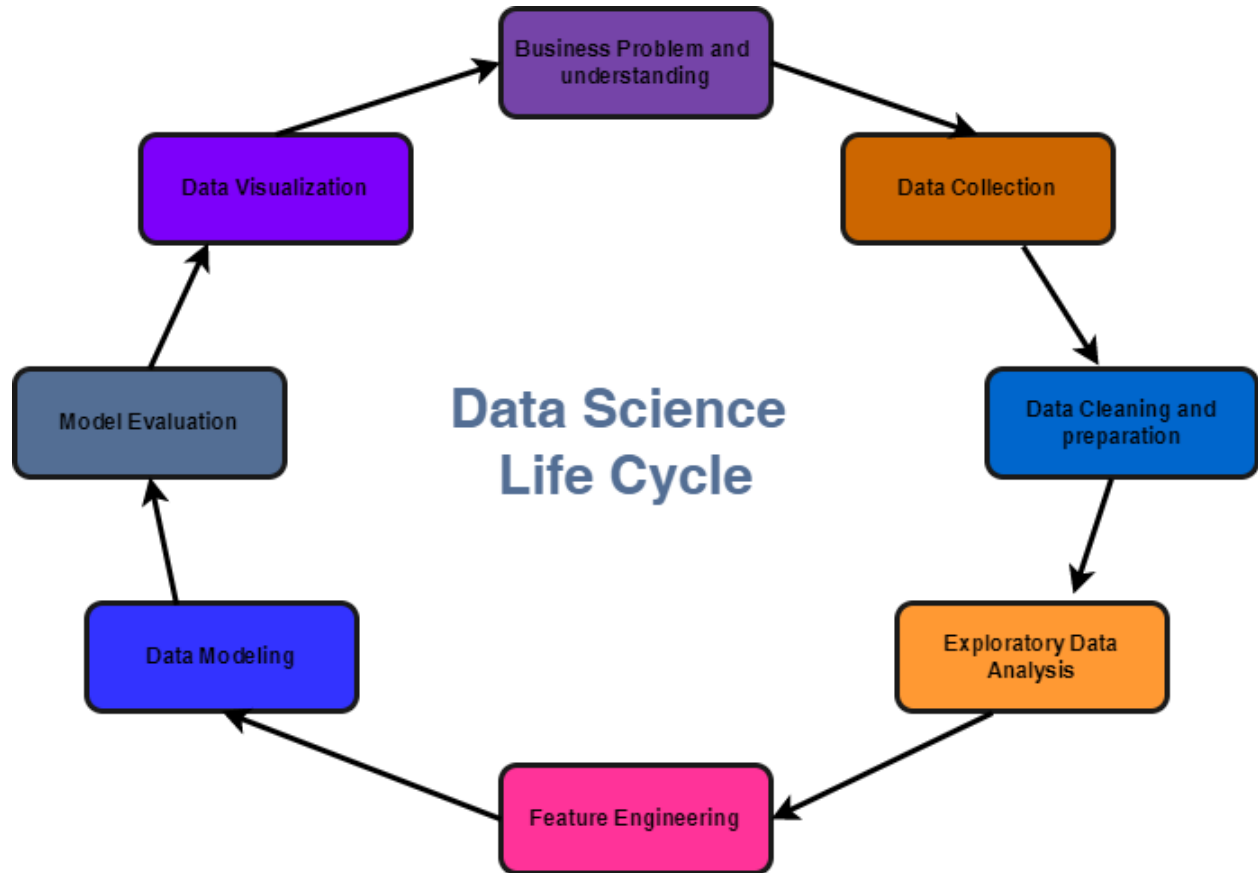 Business Problem and
understanding
Data Collection
Data Cleaning and
preparation
Exploratory Data
Analysis
Feature Engineering
Data Modeling
Model Evaluation
Data Visualization
Data Science
Life Cycle